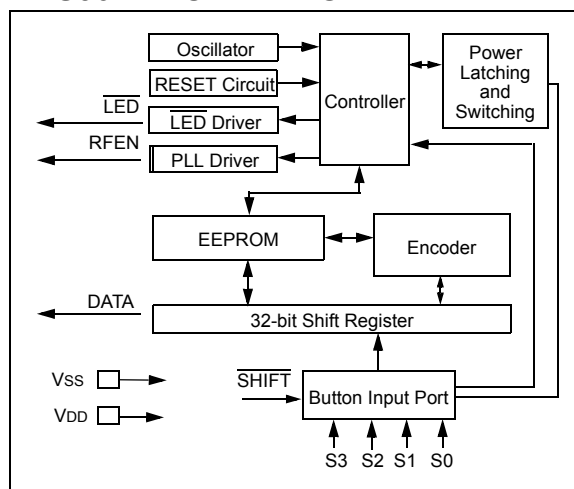 Oscillator
RESET Circuit
LED
LED Driver
RFEN
PLL Driver
Controller
Power
Latching
and
Switching
EEPROM
Encoder
DATA
32-bit Shift Register
VSS
VDD
SHIFT
Button Input Port
S3 S2 S1 S0